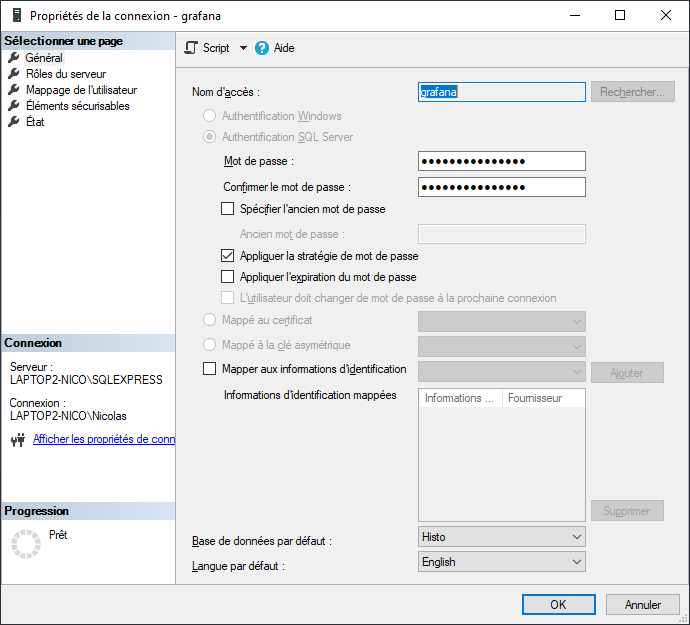 Propriétés de la connexion - grafana
Sélectionner une page
Général
Rôles du serveur
Mappage de l'utilisateur
Éléments sécurisables
État
Script
Aide
Nom d'accès :
grafana
Rechercher...
Authentification Windows
Authentification SQL Server
Mot de passe :
●●●●●●●●●●●●●●●
Confirmer le mot de passe :
●●●●●●●●●●●●●●●
Spécifier l'ancien mot de passe
Ancien mot de passe :
Appliquer la stratégie de mot de passe
Appliquer l'expiration du mot de passe
L'utilisateur doit changer de mot de passe à la prochaine connexion
Mappé au certificat
Mappé à la clé asymétrique
Mapper aux informations d'identification
Ajouter
Informations d'identification mappées
Informations ...
Fournisseur
Supprimer
Base de données par défaut :
Histo
Langue par défaut :
English
Connexion
Serveur :
LAPTOP2-NICO\SQLEXPRESS
Connexion :
LAPTOP2-NICO\Nicolas
Afficher les propriétés de conn
Progression
Prêt
OK
Annuler